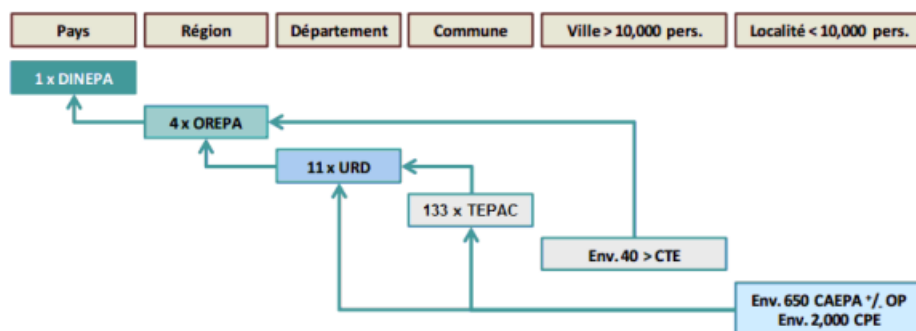 Pays
Région
Département
Commune
Ville > 10,000 pers.
Localité < 10,000 pers.
1 x DINEPA
4 x OREPA
11 x URD
133 x TEPAC
Env. 40 > CTE
Env. 650 CAEPA +/. OP
Env. 2,000 CPE